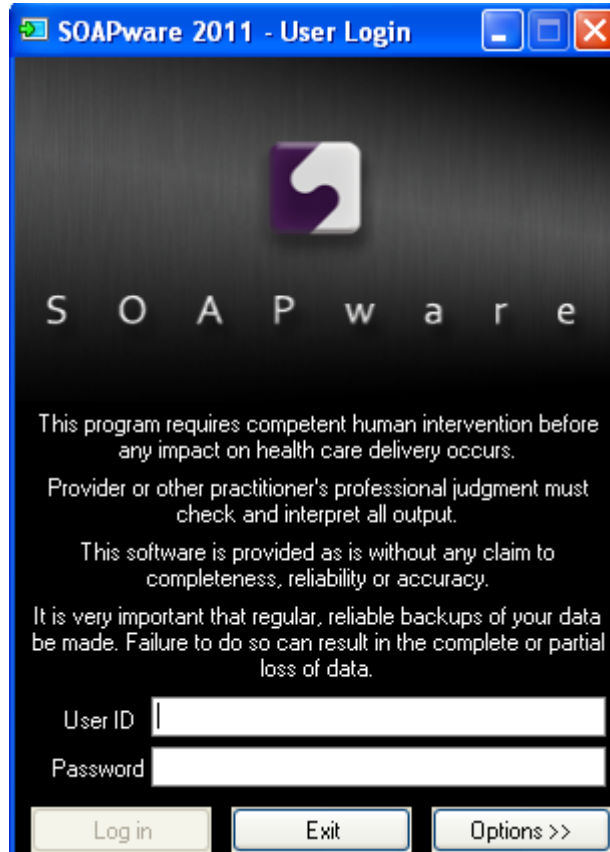 SOAPware 2011 - User Login
SOAPware
This program requires competent human intervention before
any impact on health care delivery occurs.
Provider or other practitioner's professional judgment must
check and interpret all output.
This software is provided as is without any claim to
completeness, reliability or accuracy.
It is very important that regular, reliable backups of your data
be made. Failure to do so can result in the complete or partial
loss of data.
User ID
Password
Log in Exit Options >>